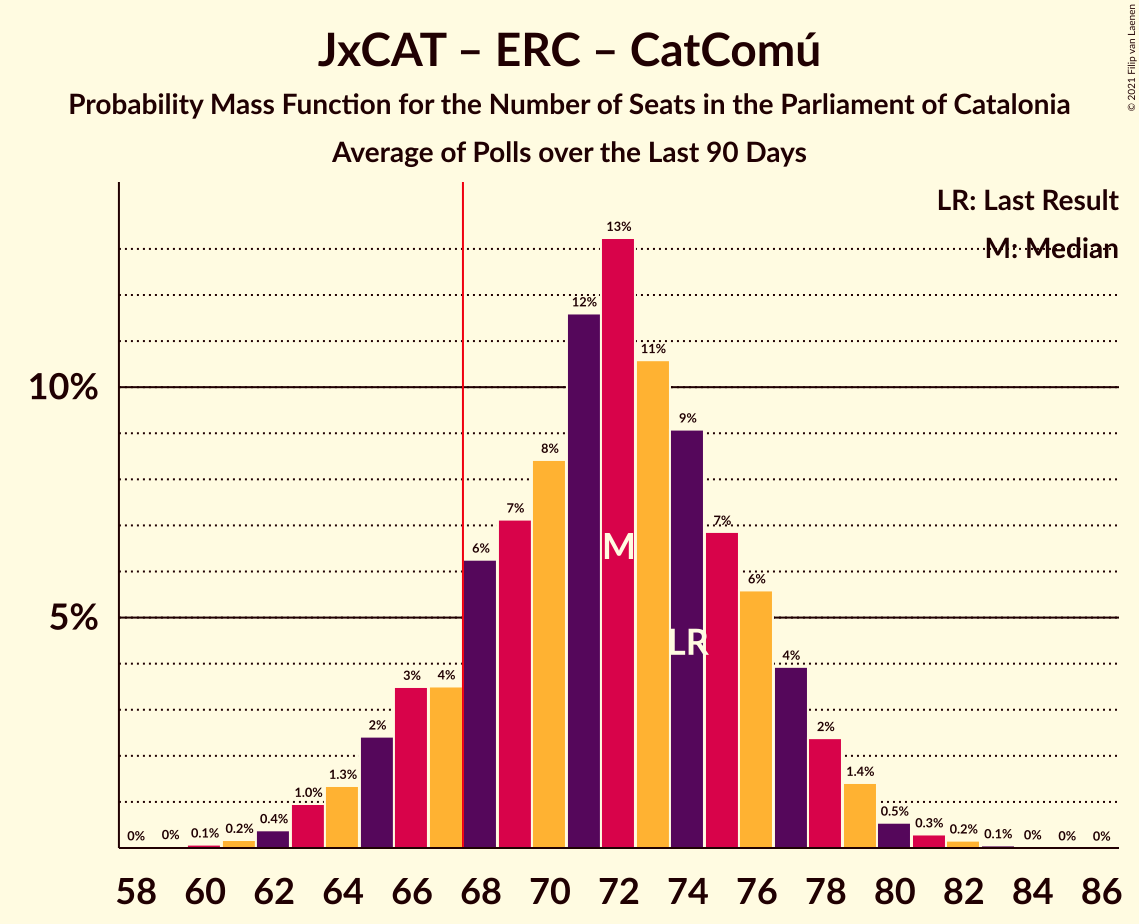 JxCAT – ERC – CatComú
Probability Mass Function for the Number of Seats in the Parliament of Catalonia
Average of Polls over the Last 90 Days
© 2021 Filip van Laenen
LR: Last Result
M: Median
10%
5%
0% 0% 0.1% 0.2% 0.4% 1.0% 1.3% 2% 3% 4% 6% 7% 8% 12% 13% 11% 9% 7% 6% 4% 2% 1.4% 0.5% 0.3% 0.2% 0.1% 0% 0% 0%
M
LR
58 60 62 64 66 68 70 72 74 76 78 80 82 84 86